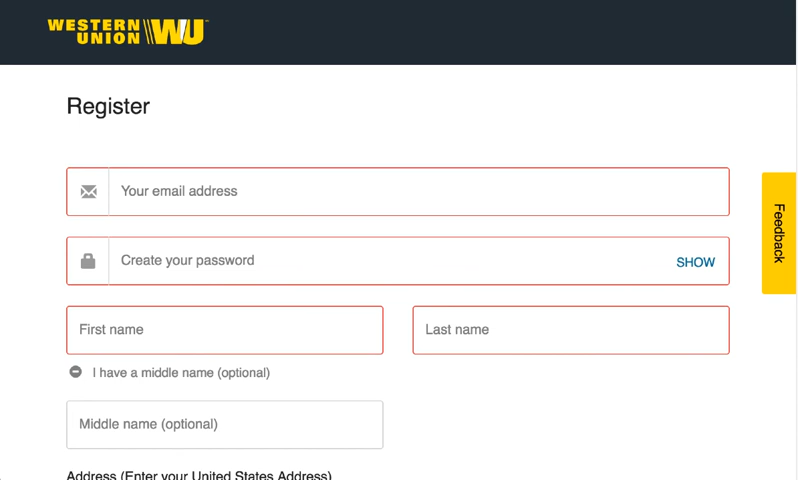 WESTERN
UNION
WU
Register
Your email address
Create your password
SHOW
First name
Last name
I have a middle name (optional)
Middle name (optional)
Address (Enter your United States Address)
Feedback